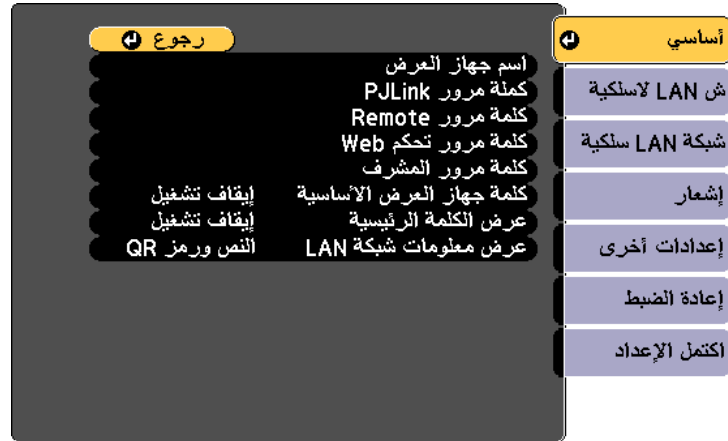 أساسي
ش LAN لاسلكية
شبكة LAN سلكية
إشعار
إعدادات أخرى
إعادة الضبط
اكتمل الإعداد
رجوع
اسم جهاز العرض
كملة مرور PJLink
كلمة مرور Remote
كلمة مرور تحكم Web
كلمة مرور المشرف
كلمة جهاز العرض الأساسية إيقاف تشغيل
عرض الكلمة الرئيسية إيقاف تشغيل
عرض معلومات شبكة LAN النص ورمز QR